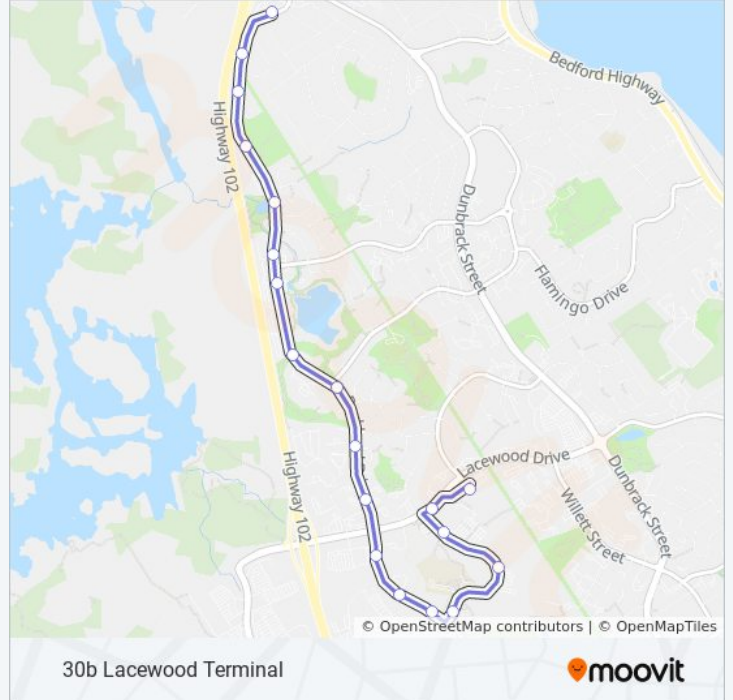 Bedford Highway
Highway 102
Dunbrack Street
Flamingo Drive
Lacewood Drive
Highway 102
Dunbrack Street
Willett Street
© OpenStreetMap contributors | © OpenMapTiles
30b Lacewood Terminal
moovit